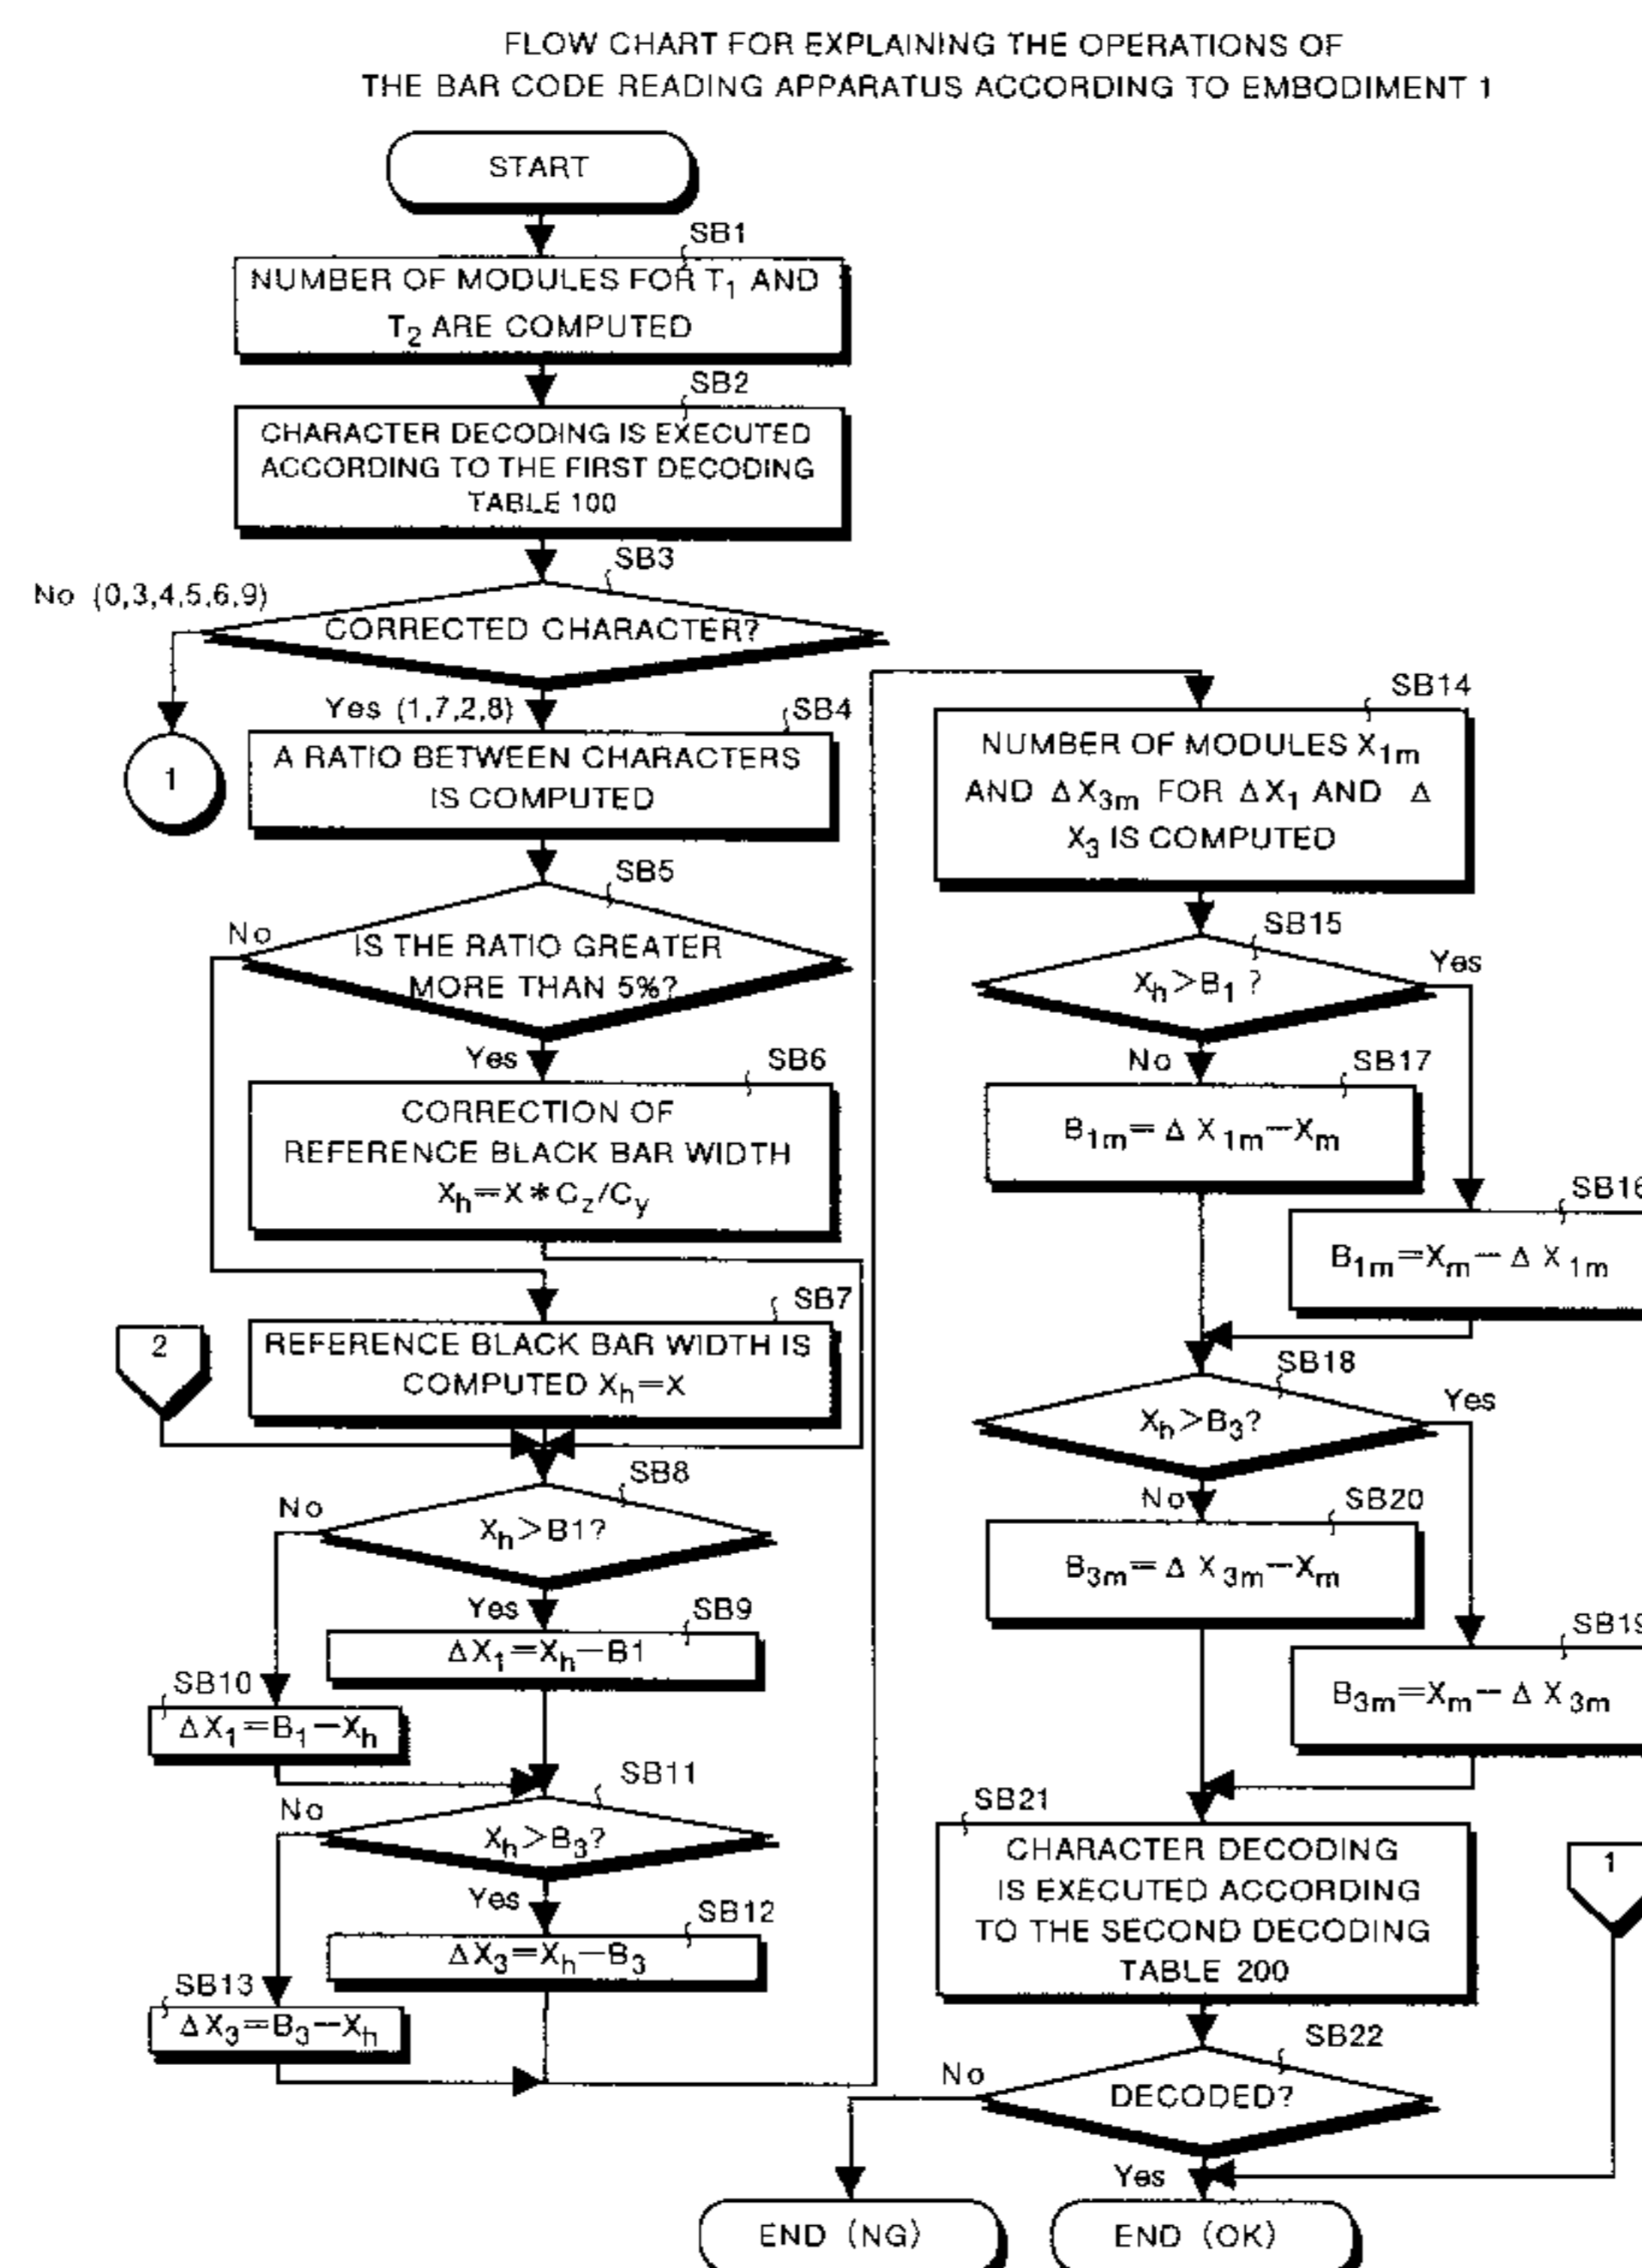 FLOW CHART FOR EXPLAINING THE OPERATIONS OF
THE BAR CODE READING APPARATUS ACCORDING TO EMBODIMENT 1
START
SB1
NUMBER OF MODULES FOR T1 AND
T2 ARE COMPUTED
SB2
CHARACTER DECODING IS EXECUTED
ACCORDING TO THE FIRST DECODING
TABLE 100
SB3
No (0,3,4,5,6,9)
CORRECTED CHARACTER?
1
Yes (1,7,2,8)
SB4
A RATIO BETWEEN CHARACTERS
IS COMPUTED
SB5
No
IS THE RATIO GREATER
MORE THAN 5%?
Yes
SB6
CORRECTION OF
REFERENCE BLACK BAR WIDTH
Xh=X*Cz/Cy
SB7
2
REFERENCE BLACK BAR WIDTH IS
COMPUTED Xh=X
SB8
No
Xh>B1?
Yes
SB9
ΔX1=Xh-B1
SB10
ΔX1=B1-Xh
SB11
No
Xh>B3?
Yes
SB12
ΔX3=Xh-B3
SB13
ΔX3=B3-Xh
SB14
NUMBER OF MODULES X1m
AND ΔX3m FOR ΔX1 AND Δ
X3 IS COMPUTED
SB15
Xh>B1 ?
Yes
No
SB17
B1m=Δ X1m-Xm
SB16
B1m=Xm-Δ X1m
SB18
Xh>B3?
Yes
No
SB20
B3m=Δ X3m-Xm
SB19
B3m=Xm-Δ X3m
SB21
CHARACTER DECODING
IS EXECUTED ACCORDING
TO THE SECOND DECODING
TABLE 200
1
SB22
No
DECODED?
Yes
END (NG)
END (OK)